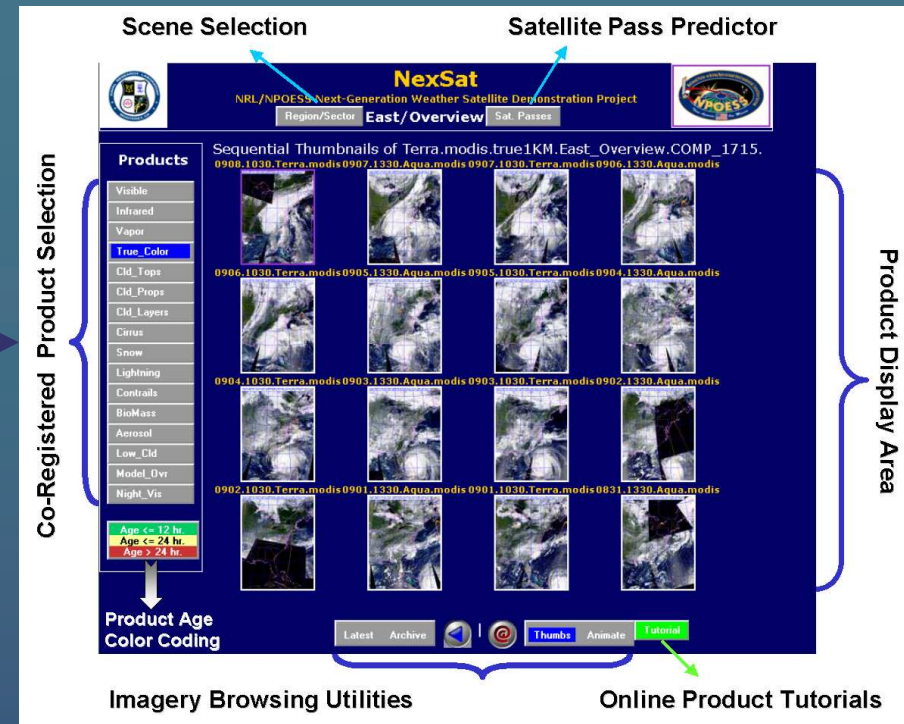 Scene Selection
Satellite Pass Predictor
NexSat
NRL/NPOESS Next-Generation Weather Satellite Demonstration Project
Region/Sector East/Overview Sat. Passes
NPOESS
Products
Sequential Thumbnails of Terra.modis.true1KM.East_Overview.COMP_1715.
0908.1030.Terra.modis 0907.1330.Aqua.modis 0907.1030.Terra.modis 0906.1330.Aqua.modis
Visible
Infrared
Vapor
True_Color
Cld_Tops
Cld_Props
Cld_Layers
Cirrus
Snow
Lightning
Contrails
BioMass
Aerosol
Low_Cld
Model_Ovr
Night_Vis
0906.1030.Terra.modis 0905.1330.Aqua.modis 0905.1030.Terra.modis 0904.1330.Aqua.modis
0904.1030.Terra.modis 0903.1330.Aqua.modis 0903.1030.Terra.modis 0902.1330.Aqua.modis
0902.1030.Terra.modis 0901.1330.Aqua.modis 0901.1030.Terra.modis 0831.1330.Aqua.modis
Co-Registered Product Selection
Product Display Area
Age <= 12 hr.
Age <= 24 hr.
Age > 24 hr.
Product Age
Color Coding
Latest Archive | @ Thumbs Animate Tutorial
Imagery Browsing Utilities
Online Product Tutorials